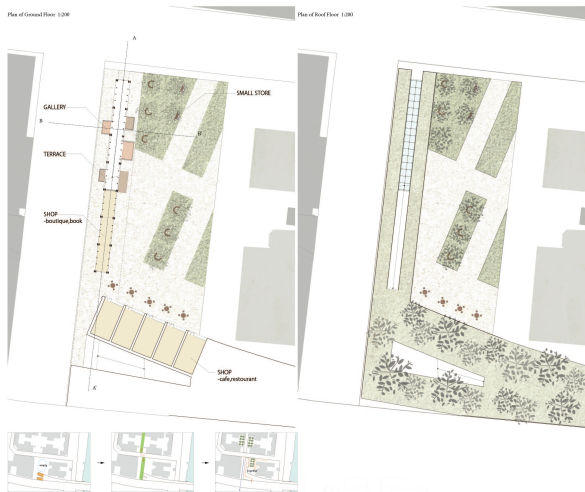 Plan of Ground Floor 1:200
Plan of Roof Floor 1:200
A
SMALL STORE
GALLERY
B
TERRACE
SHOP
-boutique,book
SHOP
-cafe,restourant
A'